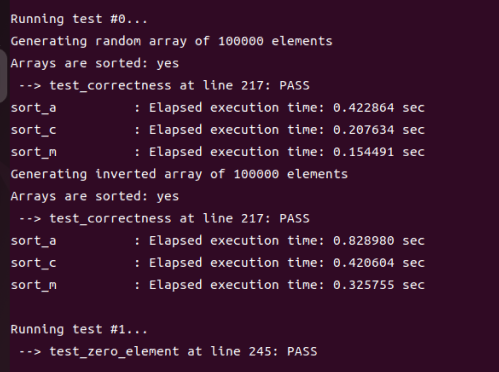 Running test #0...
Generating random array of 100000 elements
Arrays are sorted: yes
 --> test_correctness at line 217: PASS
sort_a          : Elapsed execution time: 0.422864 sec
sort_c          : Elapsed execution time: 0.207634 sec
sort_m          : Elapsed execution time: 0.154491 sec
Generating inverted array of 100000 elements
Arrays are sorted: yes
 --> test_correctness at line 217: PASS
sort_a          : Elapsed execution time: 0.828980 sec
sort_c          : Elapsed execution time: 0.420604 sec
sort_m          : Elapsed execution time: 0.325755 sec

Running test #1...
 --> test_zero_element at line 245: PASS